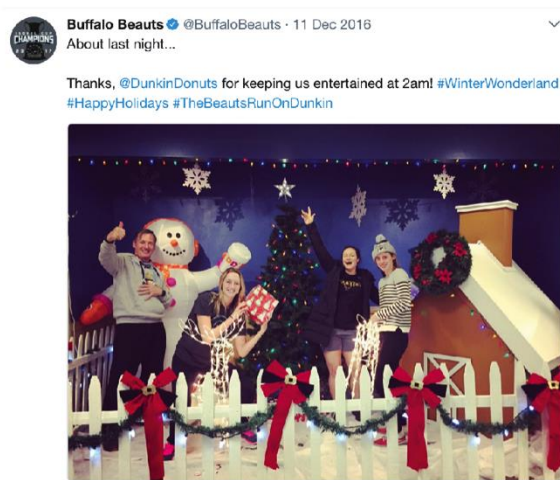 Buffalo Beauts @BuffaloBeauts · 11 Dec 2016
About last night...
Thanks, @DunkinDonuts for keeping us entertained at 2am! #WinterWonderland
#HappyHolidays #TheBeautsRunOnDunkin
CHAMPIONS